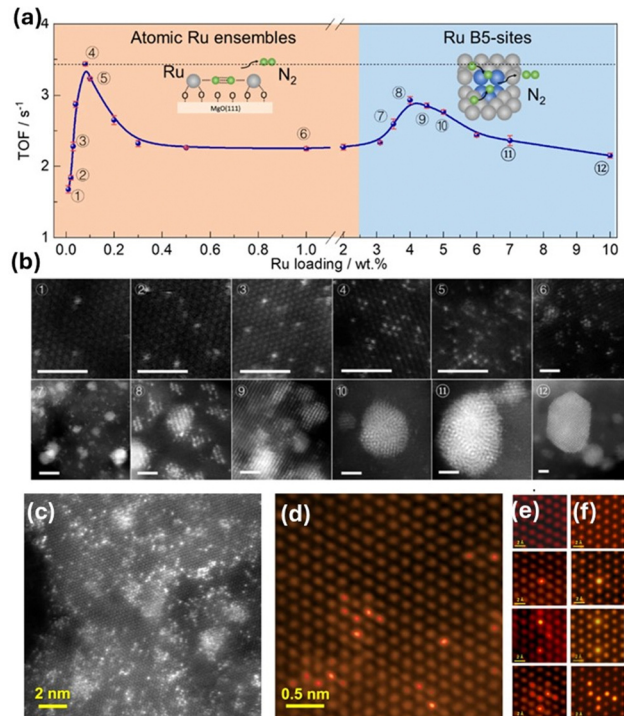 (a)
Atomic Ru ensembles
Ru B5-sites
Ru
N2
MgO(111)
N2
TOF / s-1
4
3
2
1
④
⑤
③
②
①
⑥
⑦
⑧
⑨
⑩
⑪
⑫
0.0 0.2 0.4 0.6 0.8 1.0 2 3 4 5 6 7 8 9 10
Ru loading / wt.%
(b)
① ② ③ ④ ⑤ ⑥
⑧ ⑨ ⑩ ⑪ ⑫
(c) (d) (e) (f)
2 nm
0.5 nm